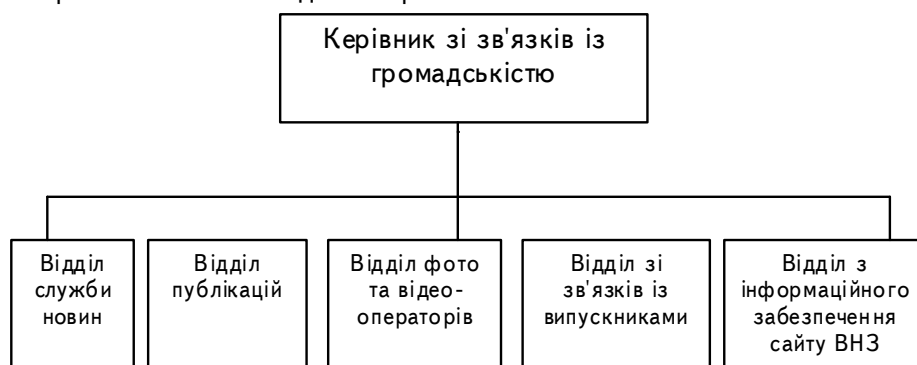 Керівник зі зв'язків із
громадськістю
Відділ
служби
новин
Відділ
публікацій
Відділ фото
та відео-
операторів
Відділ зі
зв'язків із
випускниками
Відділ з
інформаційного
забезпечення
сайту ВНЗ